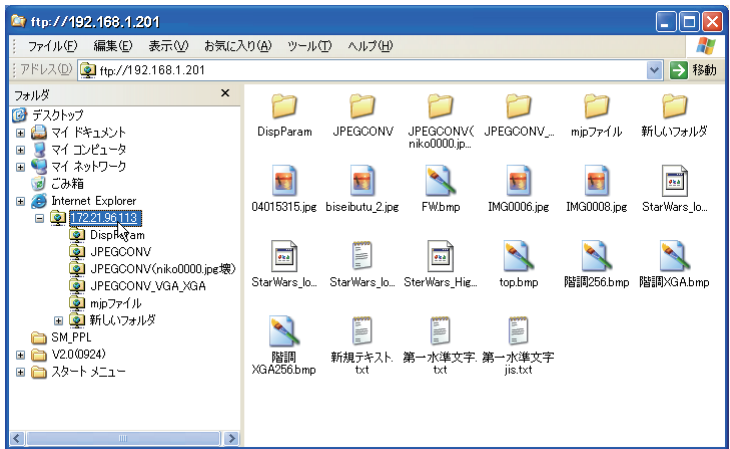 ftp://192.168.1.201
ファイル(F) 編集(E) 表示(V) お気に入り(A) ツール(T) ヘルプ(H)
アドレス(D) ftp://192.168.1.201 移動
フォルダ ×
デスクトップ
マイ ドキュメント
マイ コンピュータ
マイ ネットワーク
ごみ箱
Internet Explorer
172.21.96.113
DispParam
JPEGCONV
JPEGCONV(niko0000.jpg壊)
JPEGCONV_VGA_XGA
mjpファイル
新しいフォルダ
SM_PPL
V2.0(0924)
スタート メニュー
DispParam JPEGCONV JPEGCONV( JPEGCONV_... mjpファイル 新しいフォルダ
niko0000.jp...
04015315.jpg biseibutu_2.jpg FW.bmp IMG0006.jpg IMG0008.jpg StarWars_lo...
StarWars_lo... StarWars_lo... SterWars_Hig... top.bmp 階調256.bmp 階調XGA.bmp
階調 新規テキスト. 第一水準文字. 第一水準文字
XGA256.bmp txt txt jis.txt